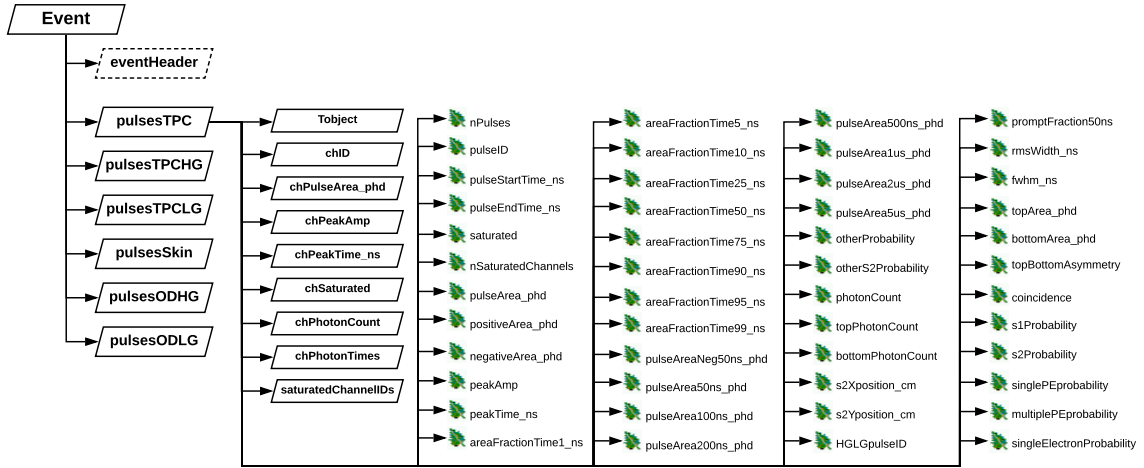 Event
eventHeader
pulsesTPC
pulsesTPCHG
pulsesTPCLG
pulsesSkin
pulsesODHG
pulsesODLG
Tobject
chID
chPulseArea_phd
chPeakAmp
chPeakTime_ns
chSaturated
chPhotonCount
chPhotonTimes
saturatedChannelIDs
nPulses
pulseID
pulseStartTime_ns
pulseEndTime_ns
saturated
nSaturatedChannels
pulseArea_phd
positiveArea_phd
negativeArea_phd
peakAmp
peakTime_ns
areaFractionTime1_ns
areaFractionTime5_ns
areaFractionTime10_ns
areaFractionTime25_ns
areaFractionTime50_ns
areaFractionTime75_ns
areaFractionTime90_ns
areaFractionTime95_ns
areaFractionTime99_ns
pulseAreaNeg50ns_phd
pulseArea50ns_phd
pulseArea100ns_phd
pulseArea200ns_phd
pulseArea500ns_phd
pulseArea1us_phd
pulseArea2us_phd
pulseArea5us_phd
otherProbability
otherS2Probability
photonCount
topPhotonCount
bottomPhotonCount
s2Xposition_cm
s2Yposition_cm
HGLGpulseID
promptFraction50ns
rmsWidth_ns
fwhm_ns
topArea_phd
bottomArea_phd
topBottomAsymmetry
coincidence
s1Probability
s2Probability
singlePEprobability
multiplePEprobability
singleElectronProbability